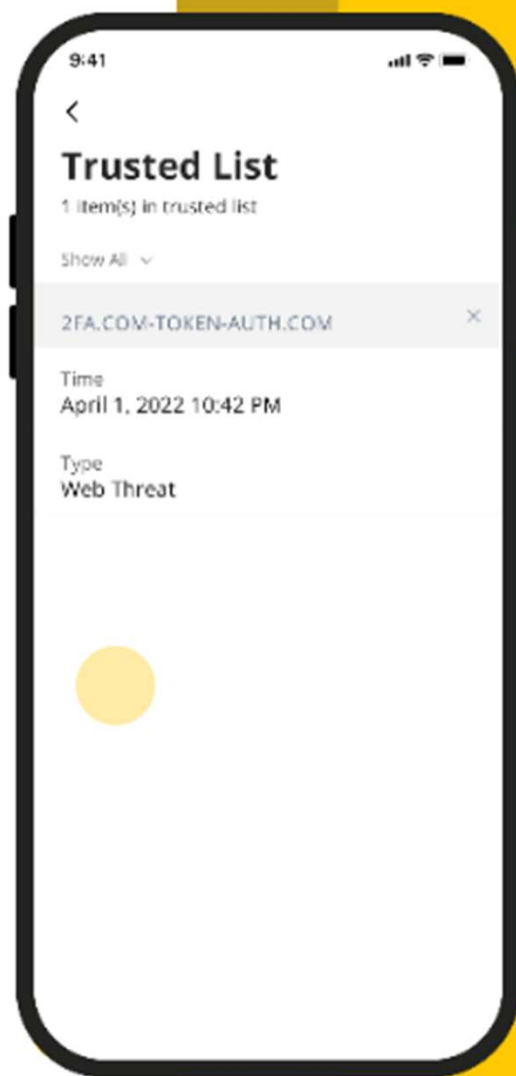 9:41
Trusted List
1 item(s) in trusted list
Show All
2FA.COM-TOKEN-AUTH.COM
Time
April 1, 2022 10:42 PM
Type
Web Threat